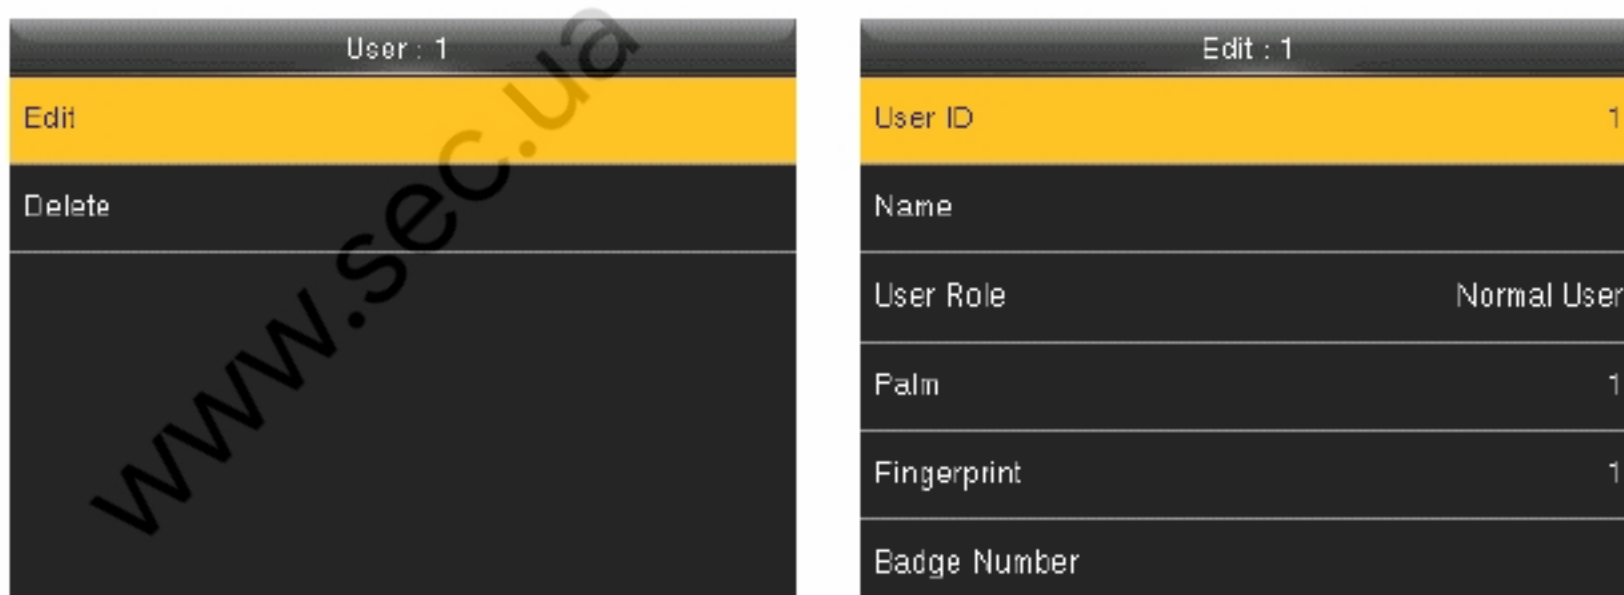 User : 1
Edit
Delete
www.sec.ua
Edit : 1
User ID 1
Name
User Role Normal User
Palm 1
Fingerprint 1
Badge Number